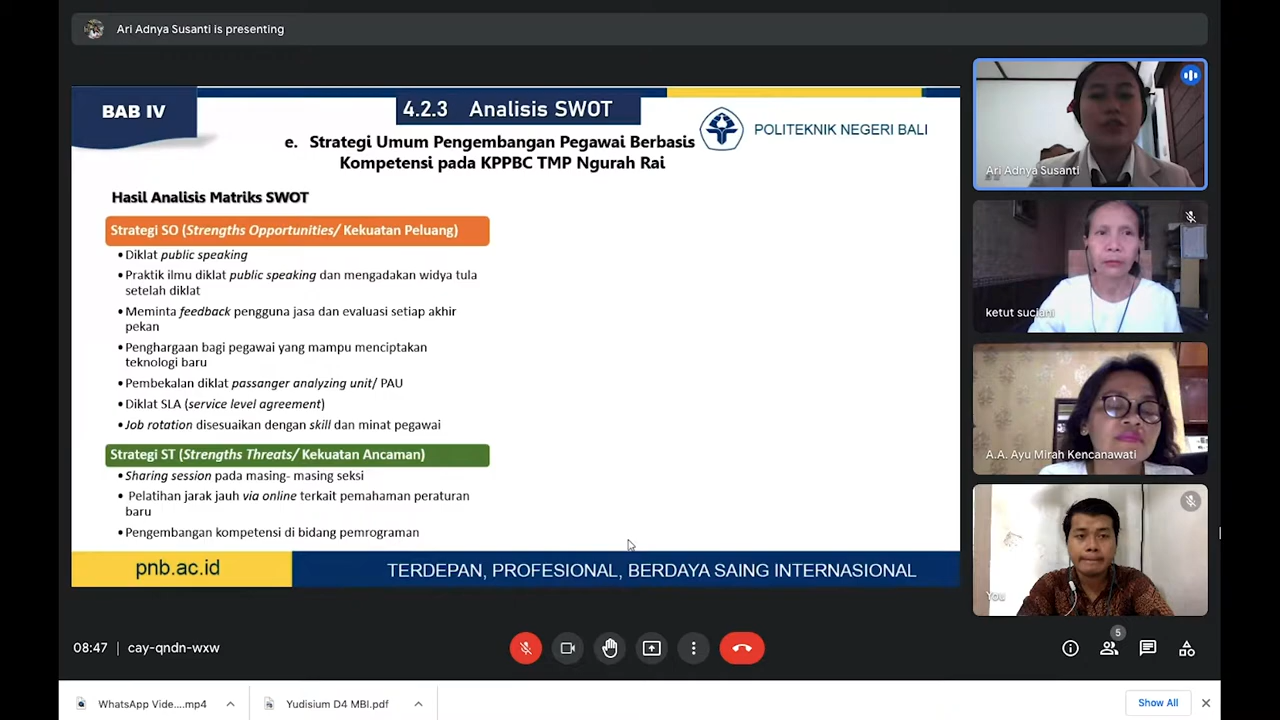 Ari Adnya Susanti is presenting
BAB IV
4.2.3 Analisis SWOT
POLITEKNIK NEGERI BALI
e. Strategi Umum Pengembangan Pegawai Berbasis
Kompetensi pada KPPBC TMP Ngurah Rai
Hasil Analisis Matriks SWOT
Strategi SO (Strengths Opportunities/ Kekuatan Peluang)
• Diklat public speaking
• Praktik ilmu diklat public speaking dan mengadakan widya tula
setelah diklat
• Meminta feedback pengguna jasa dan evaluasi setiap akhir
pekan
• Penghargaan bagi pegawai yang mampu menciptakan
teknologi baru
• Pembekalan diklat passanger analyzing unit/ PAU
• Diklat SLA (service level agreement)
• Job rotation disesuaikan dengan skill dan minat pegawai
Strategi ST (Strengths Threats/ Kekuatan Ancaman)
• Sharing session pada masing- masing seksi
• Pelatihan jarak jauh via online terkait pemahaman peraturan
baru
• Pengembangan kompetensi di bidang pemrograman
pnb.ac.id
TERDEPAN, PROFESIONAL, BERDAYA SAING INTERNASIONAL
Ari Adnya Susanti
ketut suciani
A.A. Ayu Mirah Kencanawati
You
08:47 | cay-qndn-wxw
5
WhatsApp Vide....mp4
Yudisium D4 MBI.pdf
Show All